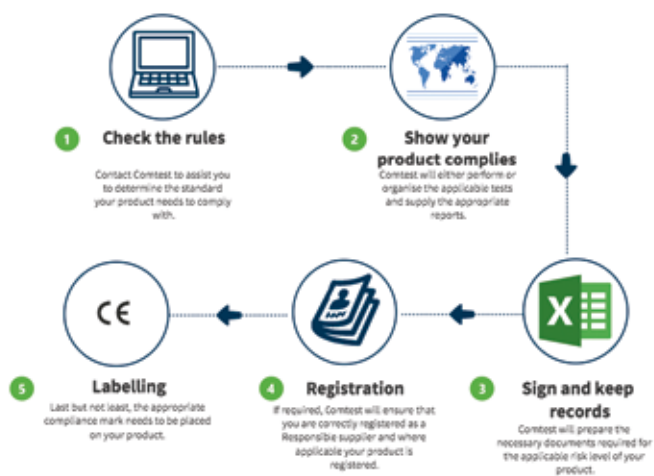 1
Check the rules
Contact Comtest to assist you
to determine the standard
your product needs to comply
with.
2
Show your
product complies
Comtest will either perform or
organise the applicable tests
and supply the appropriate
reports.
X
3
Sign and keep
records
Comtest will prepare the
necessary documents required for
the applicable risk level of your
product.
4
Registration
If required, Comtest will ensure that
you are correctly registered as a
Responsible supplier and where
applicable your product is
registered.
CE
5
Labelling
Last but not least, the appropriate
compliance mark needs to be placed
on your product.